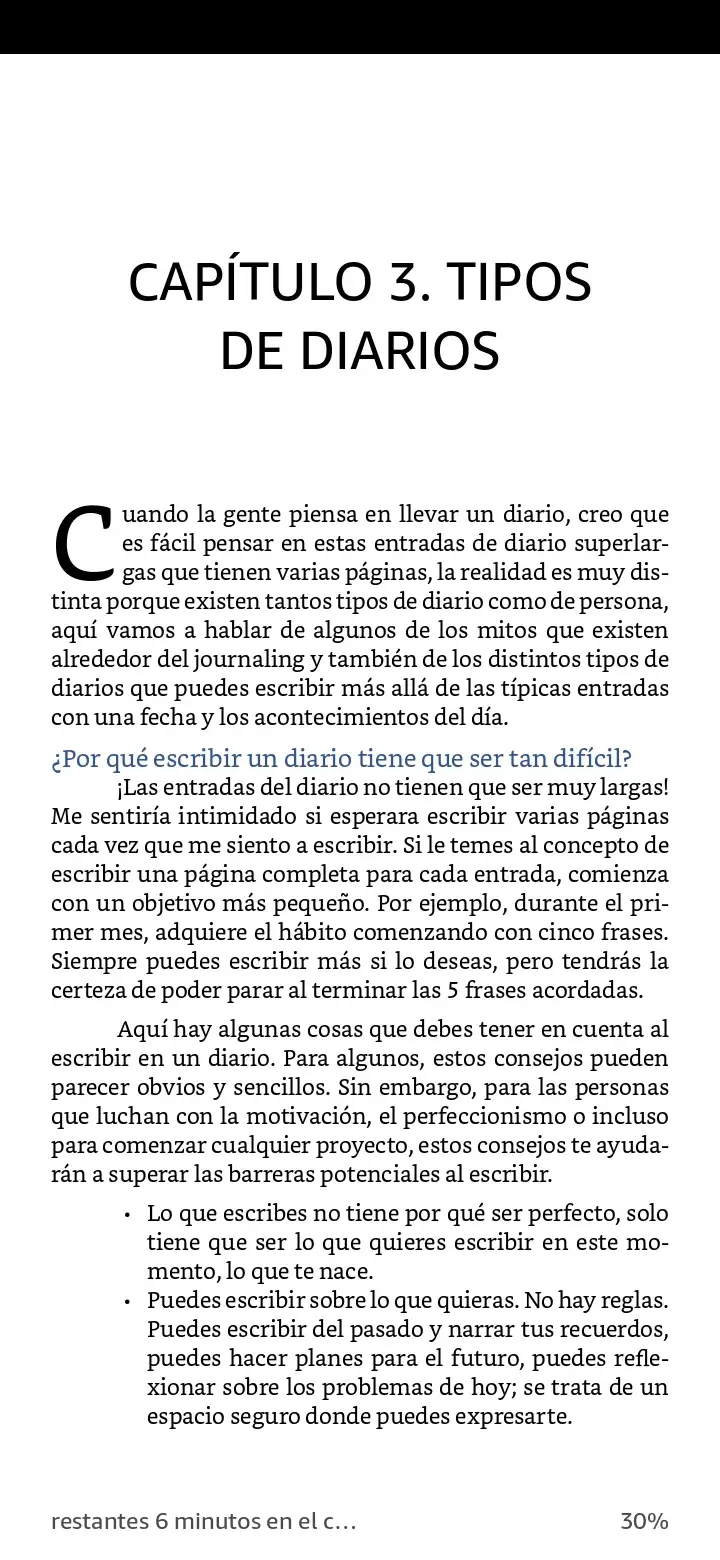 CAPÍTULO 3. TIPOS
DE DIARIOS
Cuando la gente piensa en llevar un diario, creo que
es fácil pensar en estas entradas de diario superlar-
gas que tienen varias páginas, la realidad es muy dis-
tinta porque existen tantos tipos de diario como de persona,
aquí vamos a hablar de algunos de los mitos que existen
alrededor del journaling y también de los distintos tipos de
diarios que puedes escribir más allá de las típicas entradas
con una fecha y los acontecimientos del día.
¿Por qué escribir un diario tiene que ser tan difícil?
¡Las entradas del diario no tienen que ser muy largas!
Me sentiría intimidado si esperara escribir varias páginas
cada vez que me siento a escribir. Si le temes al concepto de
escribir una página completa para cada entrada, comienza
con un objetivo más pequeño. Por ejemplo, durante el pri-
mer mes, adquiere el hábito comenzando con cinco frases.
Siempre puedes escribir más si lo deseas, pero tendrás la
certeza de poder parar al terminar las 5 frases acordadas.
Aquí hay algunas cosas que debes tener en cuenta al
escribir en un diario. Para algunos, estos consejos pueden
parecer obvios y sencillos. Sin embargo, para las personas
que luchan con la motivación, el perfeccionismo o incluso
para comenzar cualquier proyecto, estos consejos te ayuda-
rán a superar las barreras potenciales al escribir.
• Lo que escribes no tiene por qué ser perfecto, solo
tiene que ser lo que quieres escribir en este mo-
mento, lo que te nace.
• Puedes escribir sobre lo que quieras. No hay reglas.
Puedes escribir del pasado y narrar tus recuerdos,
puedes hacer planes para el futuro, puedes refle-
xionar sobre los problemas de hoy; se trata de un
espacio seguro donde puedes expresarte.
restantes 6 minutos en el c... 30%